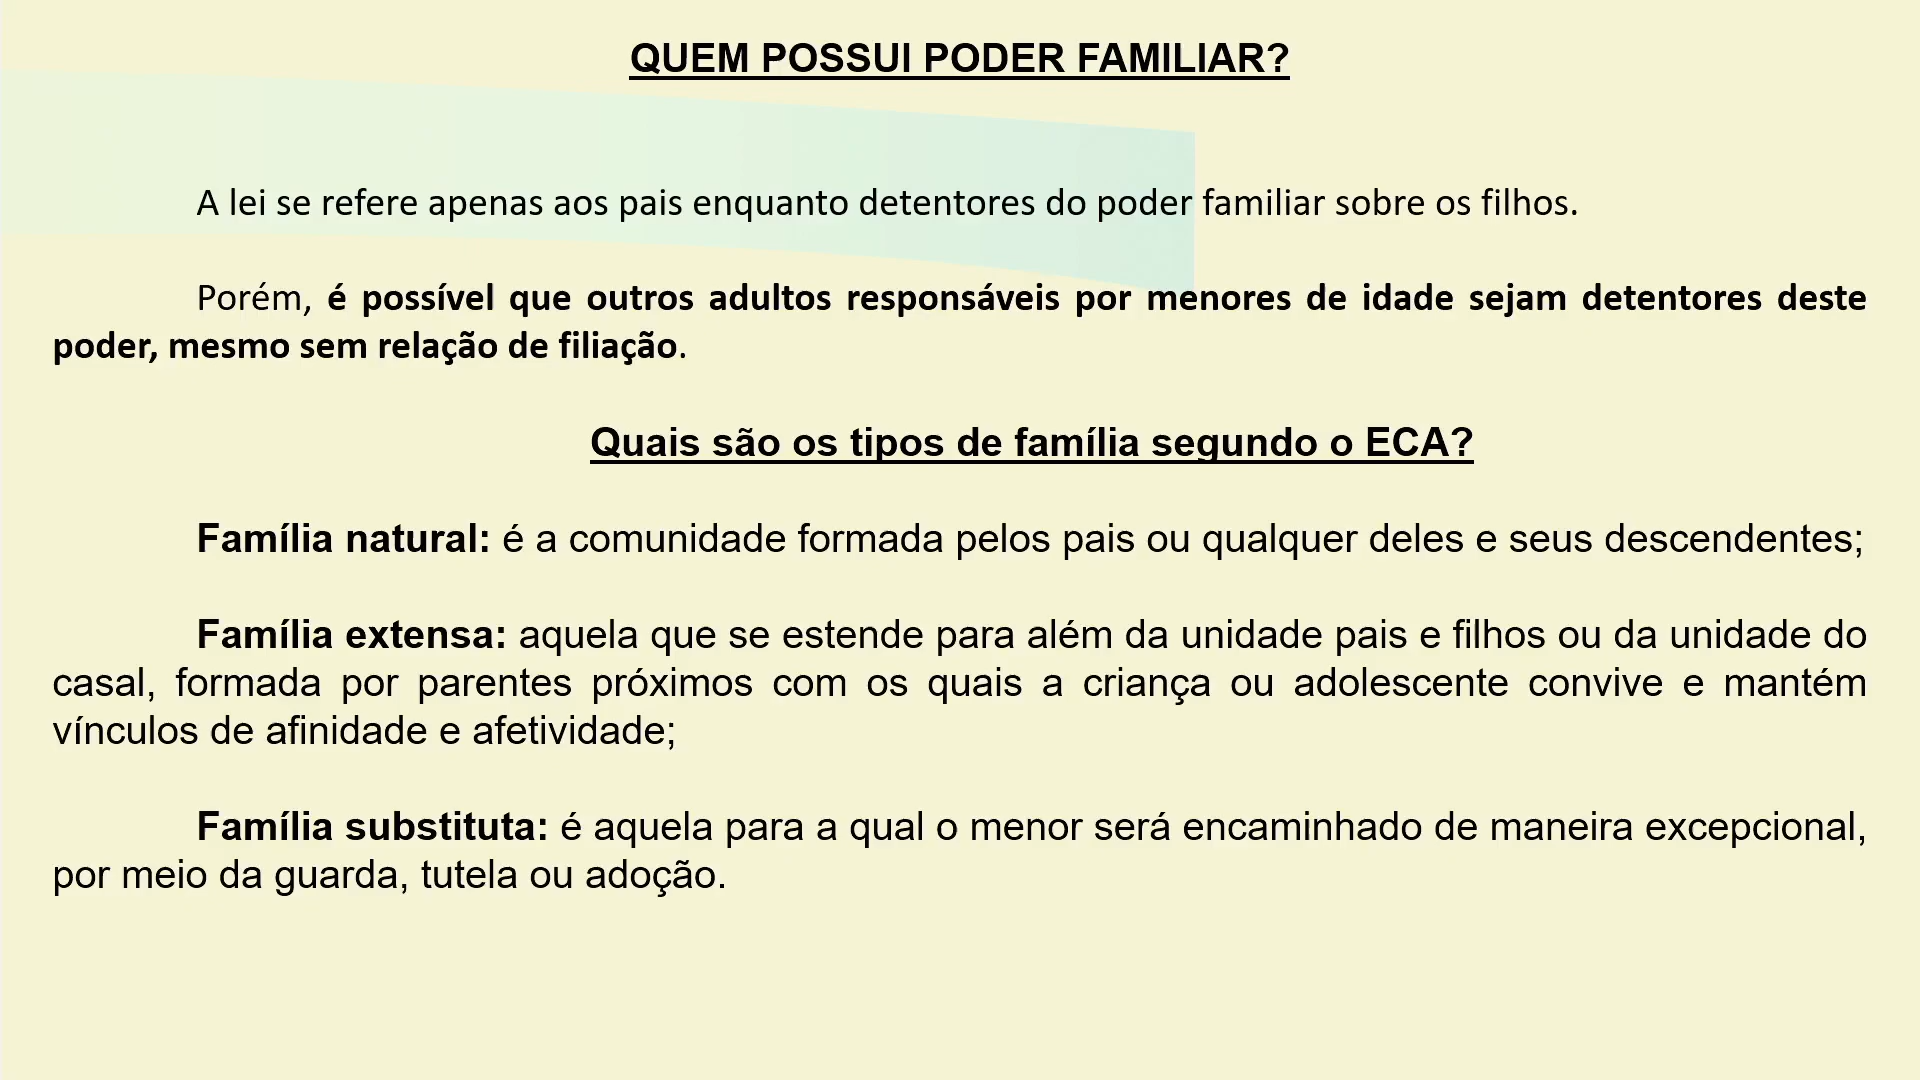 QUEM POSSUI PODER FAMILIAR?
A lei se refere apenas aos pais enquanto detentores do poder familiar sobre os filhos.
Porém, é possível que outros adultos responsáveis por menores de idade sejam detentores deste
poder, mesmo sem relação de filiação.
Quais são os tipos de família segundo o ECA?
Família natural: é a comunidade formada pelos pais ou qualquer deles e seus descendentes;
Família extensa: aquela que se estende para além da unidade pais e filhos ou da unidade do
casal, formada por parentes próximos com os quais a criança ou adolescente convive e mantém
vínculos de afinidade e afetividade;
Família substituta: é aquela para a qual o menor será encaminhado de maneira excepcional,
por meio da guarda, tutela ou adoção.